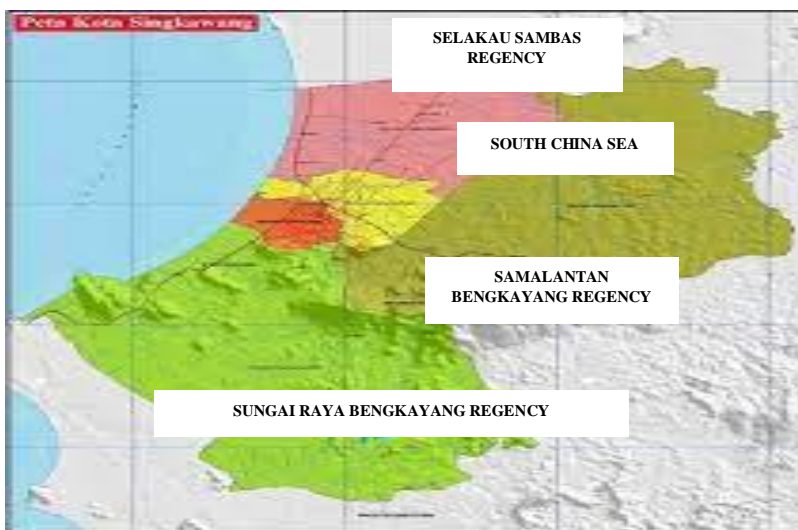 Peta Kota Singkawang
SELAKAU SAMBAS
REGENCY
SOUTH CHINA SEA
SAMALANTAN
BENGKAYANG REGENCY
SUNGAI RAYA BENGKAYANG REGENCY